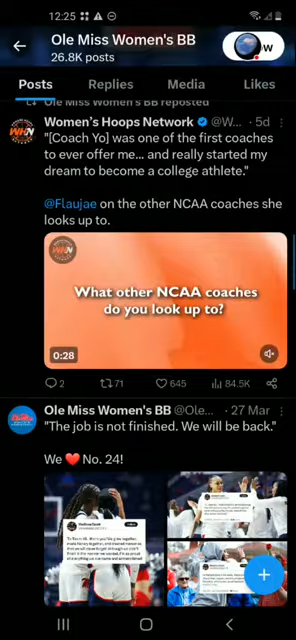 12:25
Ole Miss Women's BB
26.8K posts
Posts Replies Media Likes
Ole Miss Women's BB reposted
Women's Hoops Network @W... · 5d
"[Coach Yo] was one of the first coaches
to ever offer me... and really started my
dream to become a college athlete."
@Flaujae on the other NCAA coaches she
looks up to.
WHN
What other NCAA coaches
do you look up to?
0:28
2 71 645 84.5K
Ole Miss Women's BB @Ole... · 27 Mar
"The job is not finished. We will be back."
We ❤️ No. 24!